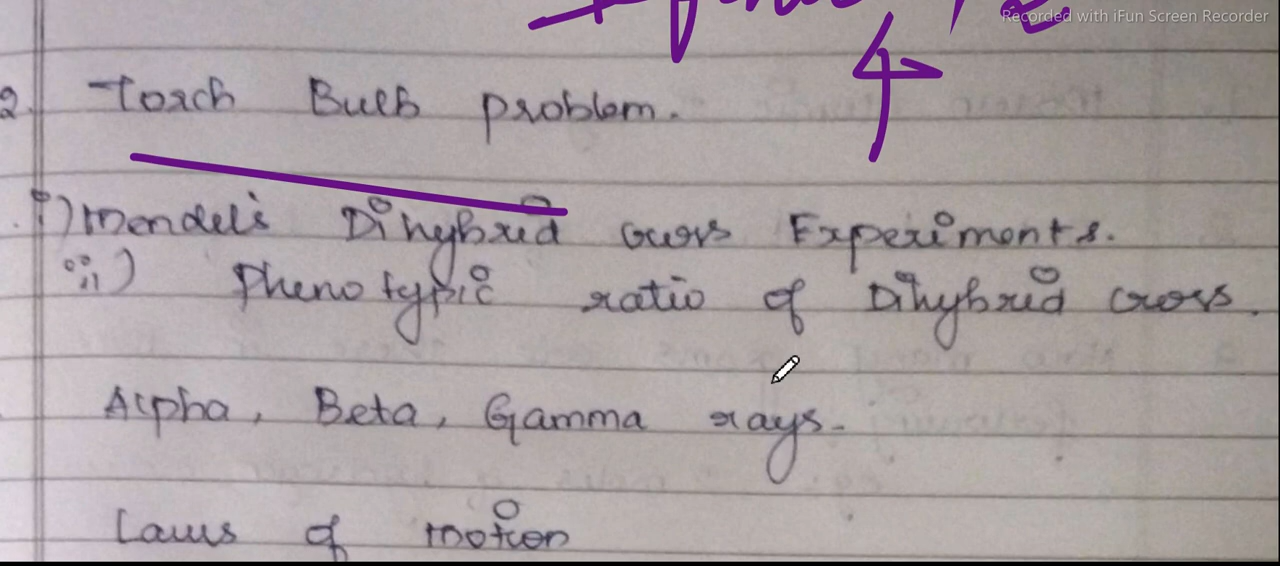 Recorded with iFun Screen Recorder
2. Torch Bulb problem.
i) Mendel's Dihybrid cross Experiments.
ii) Phenotypic ratio of Dihybrid cross.
Alpha, Beta, Gamma rays.
Laws of motion